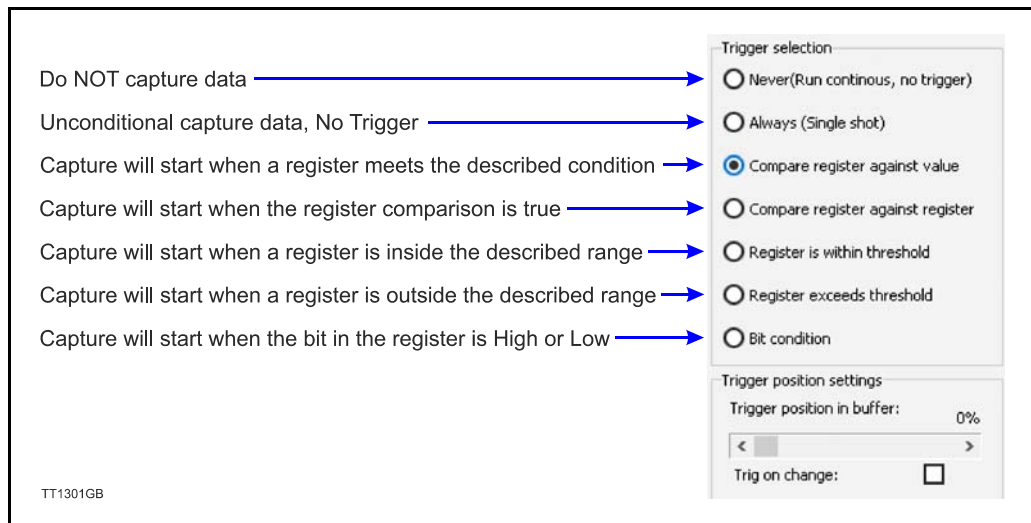 Trigger selection
Do NOT capture data
Never(Run continous, no trigger)
Unconditional capture data, No Trigger
Always (Single shot)
Capture will start when a register meets the described condition
Compare register against value
Capture will start when the register comparison is true
Compare register against register
Capture will start when a register is inside the described range
Register is within threshold
Capture will start when a register is outside the described range
Register exceeds threshold
Capture will start when the bit in the register is High or Low
Bit condition
Trigger position settings
Trigger position in buffer:
0%
Trig on change:
TT1301GB